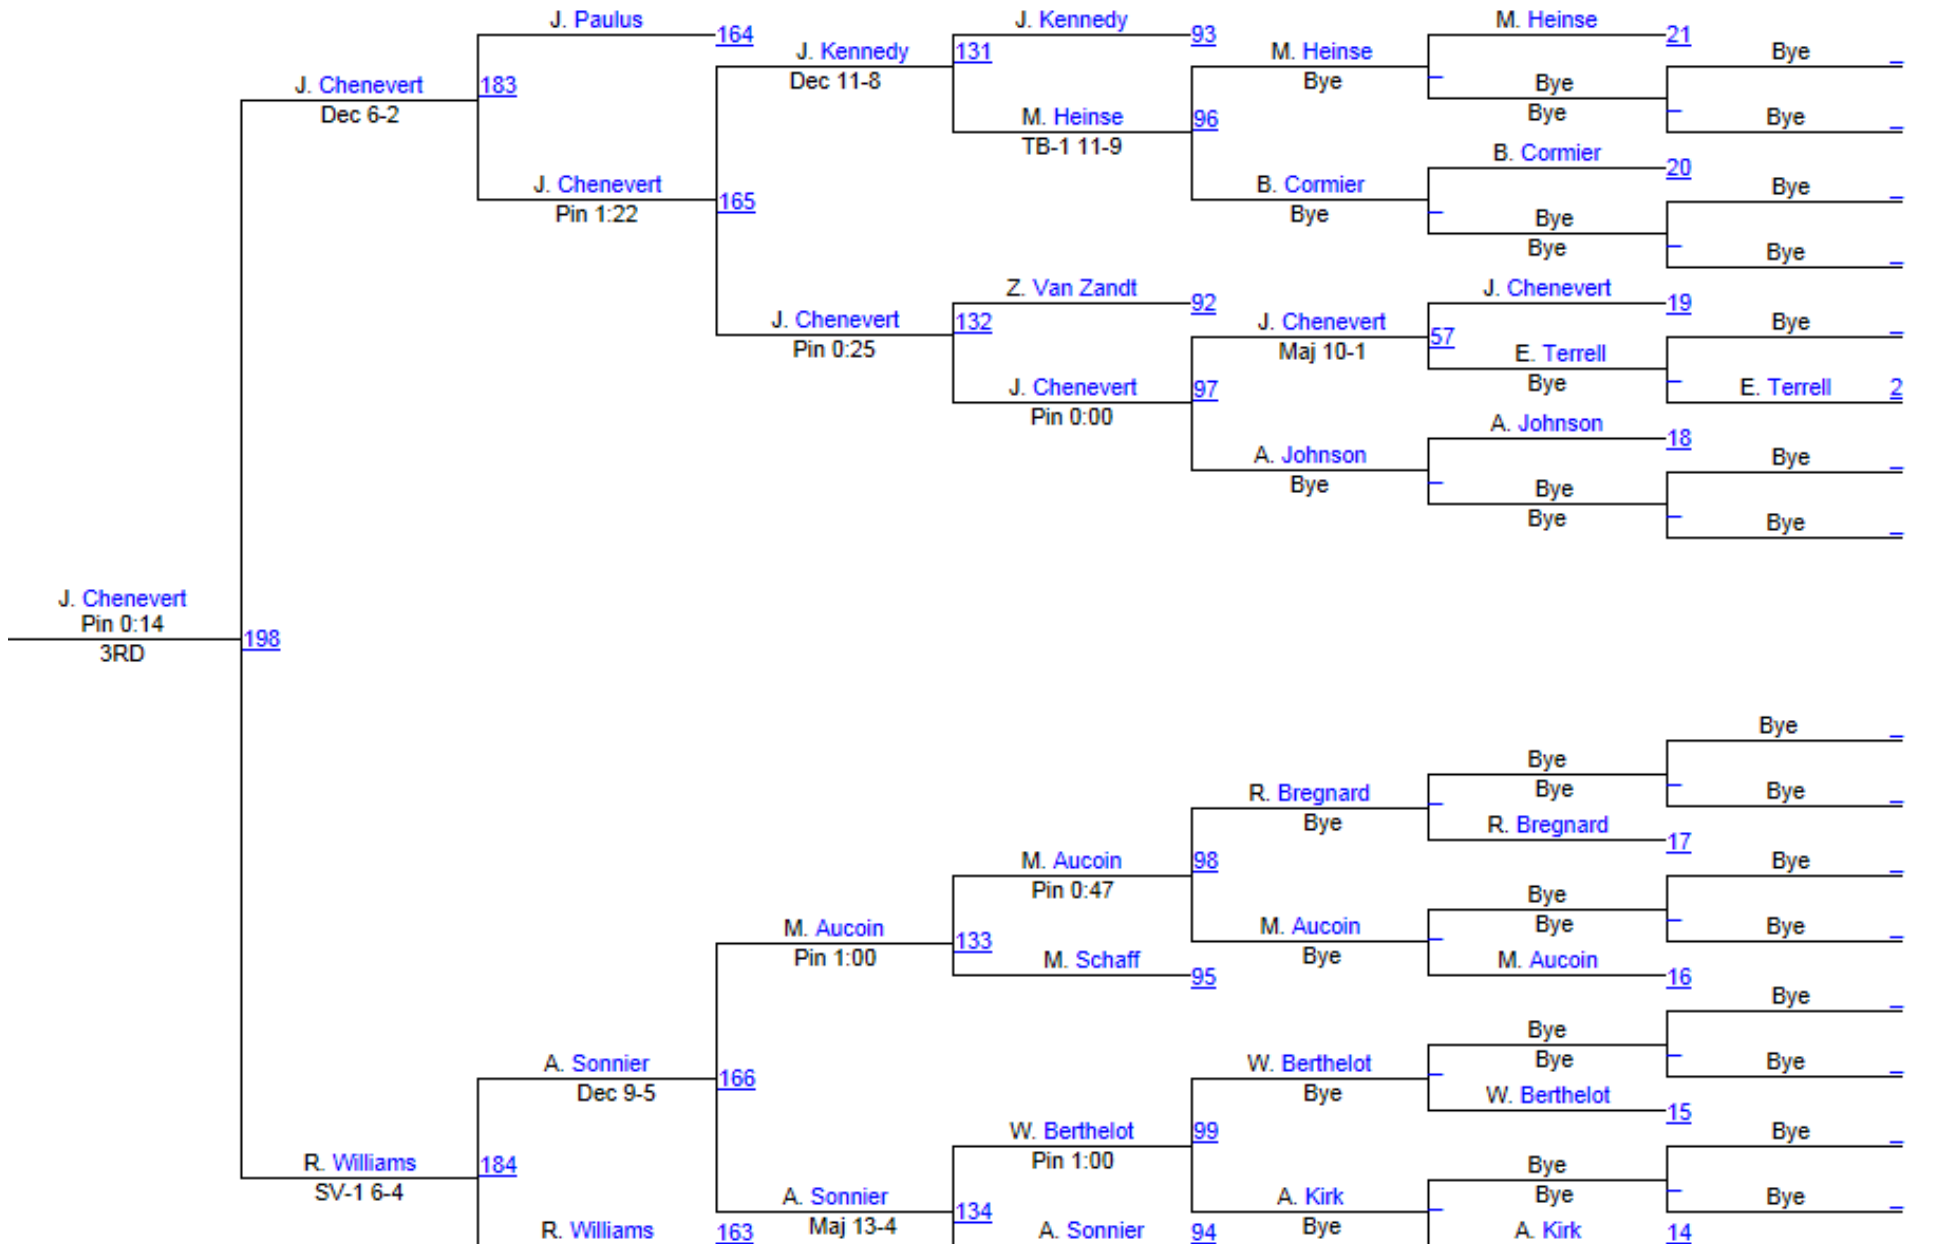 J. Paulus
164
J. Kennedy
93
M. Heinse
21
Bye
J. Kennedy
Dec 11-8
131
M. Heinse
Bye
Bye
Bye
Bye
J. Chenevert
Dec 6-2
183
M. Heinse
TB-1 11-9
96
B. Cormier
20
Bye
J. Chenevert
Pin 1:22
165
B. Cormier
Bye
Bye
Bye
Bye
Z. Van Zandt
92
J. Chenevert
19
Bye
J. Chenevert
Pin 0:25
132
J. Chenevert
Maj 10-1
57
E. Terrell
Bye
E. Terrell
2
J. Chenevert
Pin 0:00
97
A. Johnson
18
Bye
A. Johnson
Bye
Bye
Bye
Bye
J. Chenevert
Pin 0:14
3RD
198
Bye
Bye
Bye
Bye
R. Bregnard
Bye
R. Bregnard
17
M. Aucoin
Pin 0:47
98
Bye
Bye
Bye
Bye
M. Aucoin
Pin 1:00
133
M. Aucoin
Bye
M. Schaff
95
M. Aucoin
16
Bye
Bye
Bye
Bye
A. Sonnier
Dec 9-5
166
W. Berthelot
Bye
W. Berthelot
15
W. Berthelot
Pin 1:00
99
Bye
Bye
Bye
Bye
R. Williams
SV-1 6-4
184
A. Sonnier
Maj 13-4
134
A. Kirk
Bye
R. Williams
163
A. Sonnier
94
A. Kirk
14